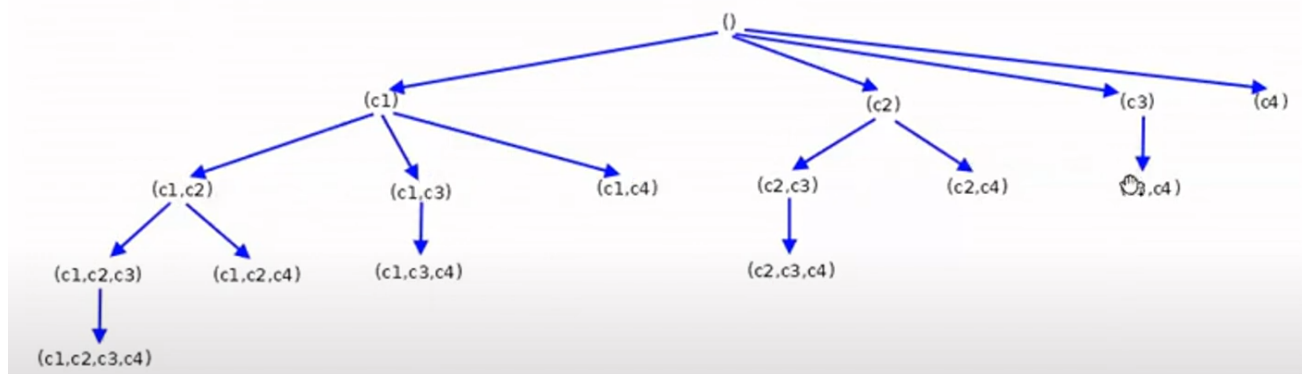 ()
(c1) (c2) (c3) (c4)
(c1,c2) (c1,c3) (c1,c4) (c2,c3) (c2,c4) ,c4)
(c1,c2,c3) (c1,c2,c4) (c1,c3,c4) (c2,c3,c4)
(c1,c2,c3,c4)